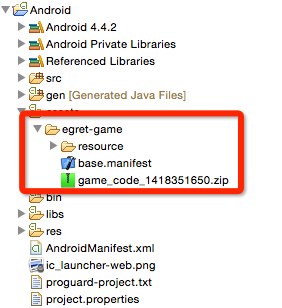 Android
Android 4.4.2
Android Private Libraries
Referenced Libraries
src
gen [Generated Java Files]
assets
egret-game
resource
base.manifest
game_code_1418351650.zip
bin
libs
res
AndroidManifest.xml
ic_launcher-web.png
proguard-project.txt
project.properties